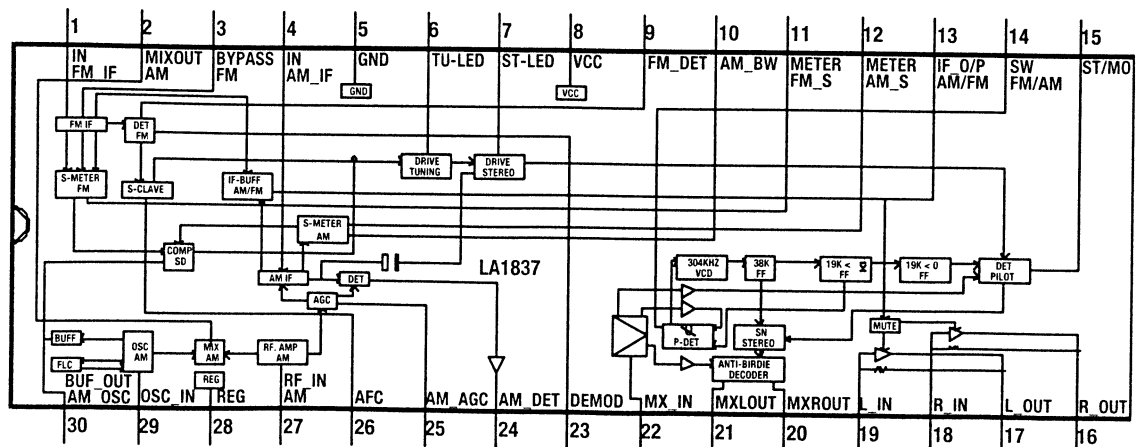 1 2 3 4 5 6 7 8 9 10 11 12 13 14 15
IN MIXOUT BYPASS IN GND TU-LED ST-LED VCC FM_DET AM_BW METER METER IF_O/P SW ST/MO
FM_IF AM FM AM_IF FM_S AM_S AM/FM FM/AM
GND VCC
FM IF DET
FM
DRIVE
TUNING
DRIVE
STEREO
S-METER
FM
S-CLAVE
IF-BUFF
AM/FM
S-METER
AM
COMP
SD
LA1837
304KHZ
VCD
38K
FF
19K <
FF
19K < 0
FF
DET
PILOT
AM IF DET
AGC
BUFF
FLC
OSC
AM
MIX
AM
RF. AMP
AM
REG
P-DET
SN
STEREO
MUTE
ANTI-BIRDIE
DECODER
BUF_OUT RF_IN
AM_OSC OSC_IN REG AM AFC AM_AGC AM_DET DEMOD MX_IN MXLOUT MXROUT L_IN R_IN L_OUT R_OUT
30 29 28 27 26 25 24 23 22 21 20 19 18 17 16